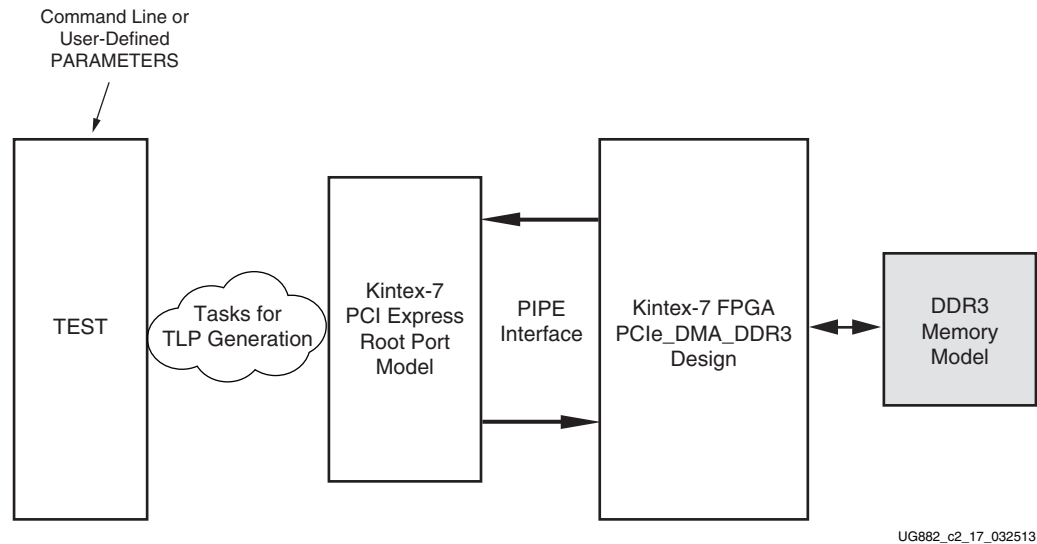 Command Line or
User-Defined
PARAMETERS
TEST
Tasks for
TLP Generation
Kintex-7
PCI Express
Root Port
Model
PIPE
Interface
Kintex-7 FPGA
PCIe_DMA_DDR3
Design
DDR3
Memory
Model
UG882_c2_17_032513